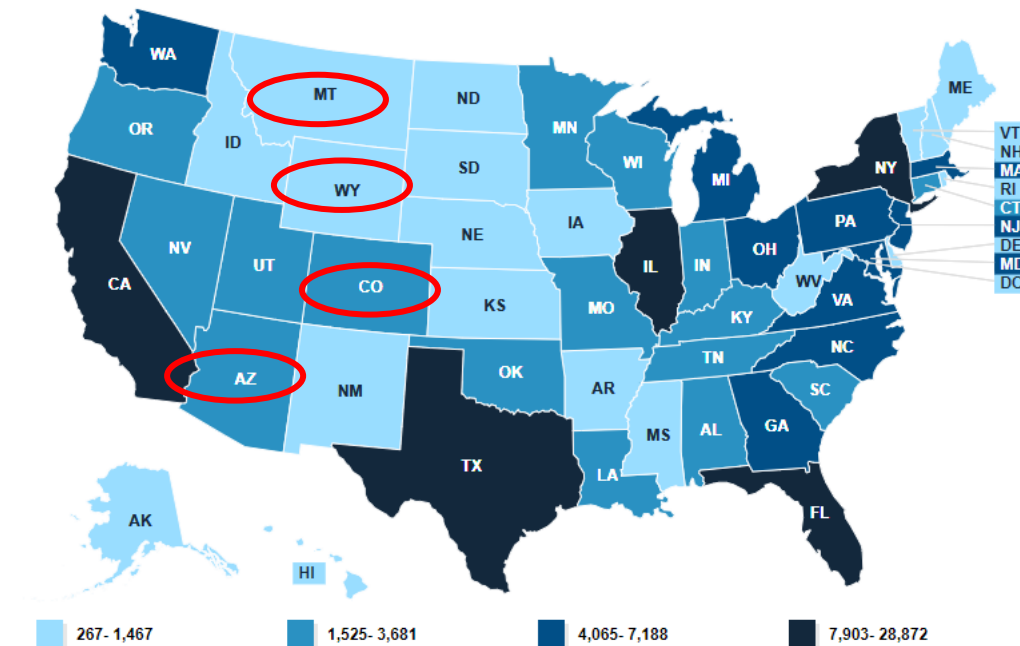 WA
MT
ND
ME
OR
ID
MN
VT
NH
WI
SD
MA
WY
MI
NY
RI
CT
IA
PA
NJ
NE
NV
OH
DE
UT
IL
IN
MD
CA
CO
WV
DC
KS
MO
VA
KY
NC
AZ
OK
TN
NM
AR
SC
GA
MS
AL
TX
LA
FL
AK
HI
267- 1,467
1,525- 3,681
4,065- 7,188
7,903- 28,872